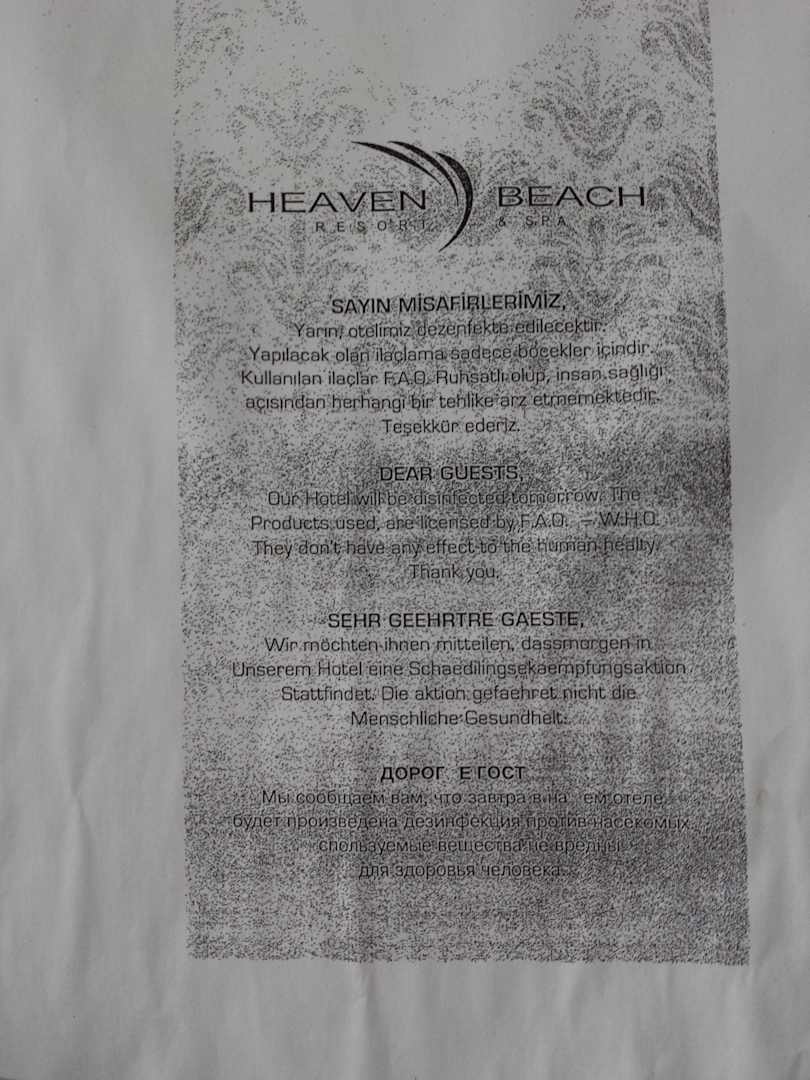 HEAVEN BEACH
RESORT & SPA
SAYIN MİSAFİRLERİMİZ,
Yarın, otelimiz dezenfekte edilecektir.
Yapılacak olan ilaçlama sadece böcekler içindir.
Kullanılan ilaçlar F.A.O. Ruhsatlı olup, insan sağlığı
açısından herhangi bir tehlike arz etmemektedir.
Teşekkür ederiz.
DEAR GUESTS,
Our Hotel will be disinfected tomorrow. The
Products used, are licensed by F.A.O. – W.H.O.
They don't have any effect to the human healty.
Thank you.
SEHR GEEHRTRE GAESTE,
Wir möchten ihnen mitteilen, dassmorgen in
Unserem Hotel eine Schaedilingsekaempfungsaktion
Stattfindet. Die aktion gefaehret nicht die
Menschliche Gesundheit.
ДОРОГ Е ГОСТ
Мы сообщаем вам, что завтра в на ем отеле
будет произведена дезинфекция против насекомых.
спользуемые вещества не вредны
для здоровья человека.